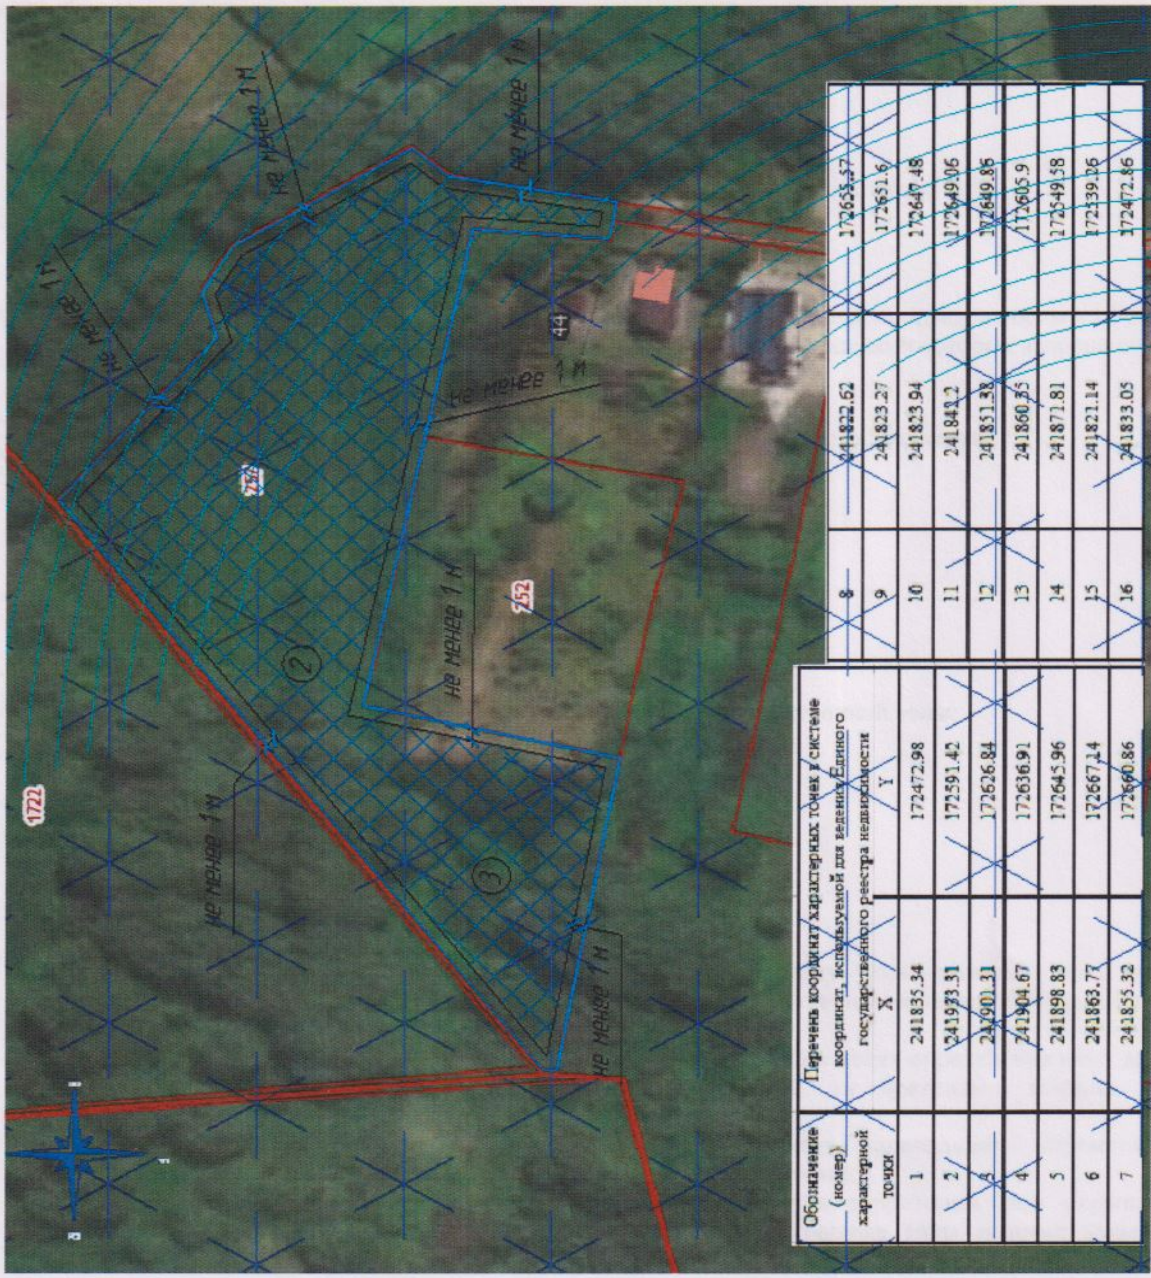 1722
не менее 1 м
не менее 1 м
не менее 1 м
не менее 1 м
250
2
44
не менее 1 м
не менее 1 м
252
3
не менее 1 м
Обозначение (номер) характерной точки
Перечень координат характерных точек в системе координат, используемой для ведения Единого государственного реестра недвижимости
X Y
1 241835.34 172472.98
2 241933.31 172591.42
3 241901.31 172626.84
4 241904.67 172636.91
5 241898.83 172645.96
6 241863.77 172667.14
7 241855.32 172660.86
8 241822.62 172655.57
9 241823.27 172651.6
10 241823.94 172647.48
11 241842.2 172649.06
12 241851.38 172649.86
13 241860.35 172605.9
14 241871.81 172549.58
15 241821.14 172539.26
16 241833.05 172472.86